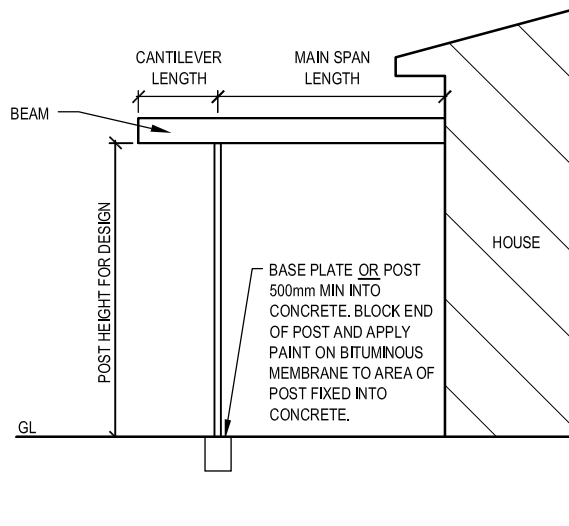 CANTILEVER
LENGTH
MAIN SPAN
LENGTH
BEAM
POST HEIGHT FOR DESIGN
HOUSE
BASE PLATE OR POST
500mm MIN INTO
CONCRETE. BLOCK END
OF POST AND APPLY
PAINT ON BITUMINOUS
MEMBRANE TO AREA OF
POST FIXED INTO
CONCRETE.
GL